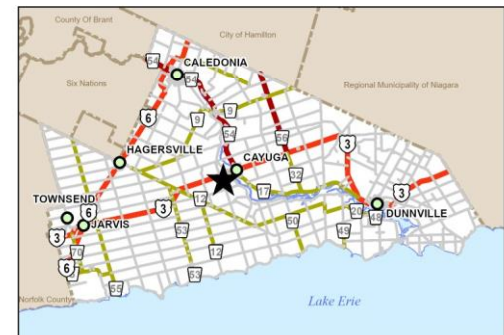 County Of Brant
City of Hamilton
CALEDONIA
54
54
Six Nations
Regional Municipality of Niagara
6
9
9
54
56
3
HAGERSVILLE
CAYUGA
32
3
TOWNSEND
12
17
6
3
20
48
DUNNVILLE
3
JARVIS
12
50
70
53
49
6
55
53
Norfolk County
Lake Erie